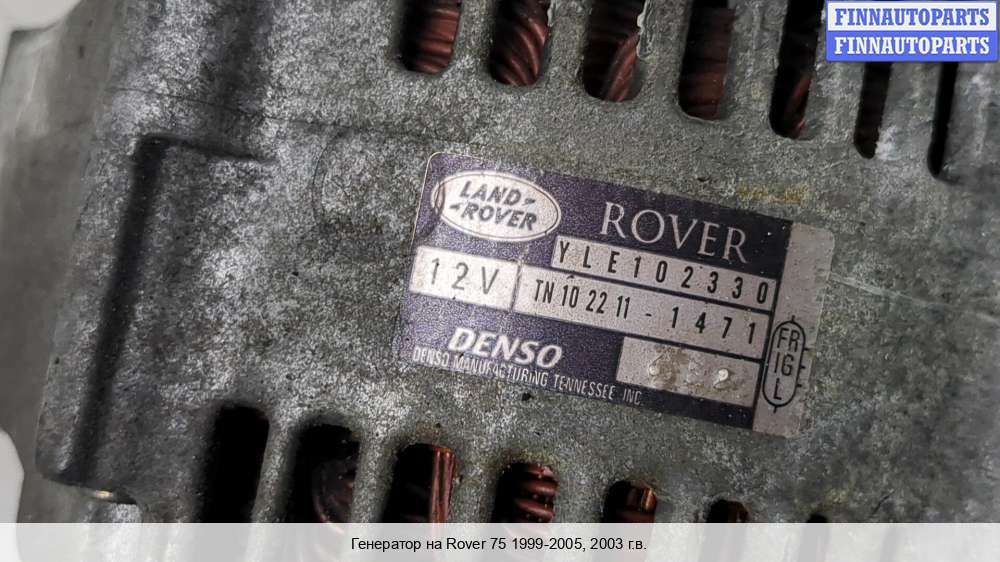 FINNAUTOPARTS
FINNAUTOPARTS
LAND-
-ROVER
ROVER
YLE102330
12V
TN 10 22 11 - 1471
DENSO
DENSO MANUFACTURING TENNESSEE INC.
FR
IG
L
Генератор на Rover 75 1999-2005, 2003 г.в.